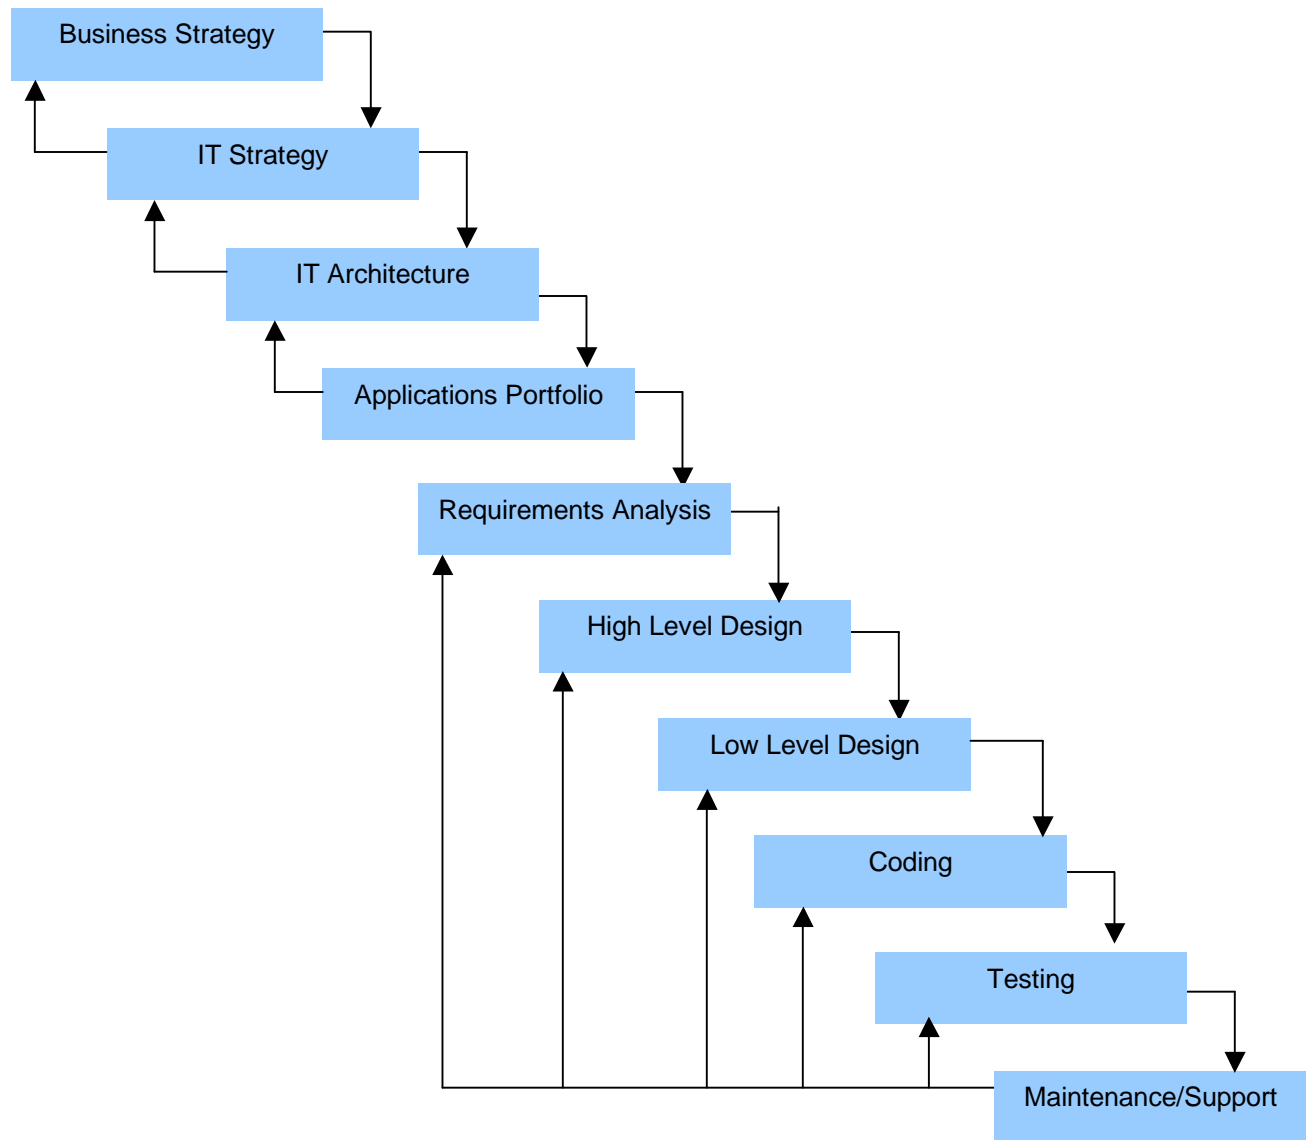 Business Strategy
IT Strategy
IT Architecture
Applications Portfolio
Requirements Analysis
High Level Design
Low Level Design
Coding
Testing
Maintenance/Support